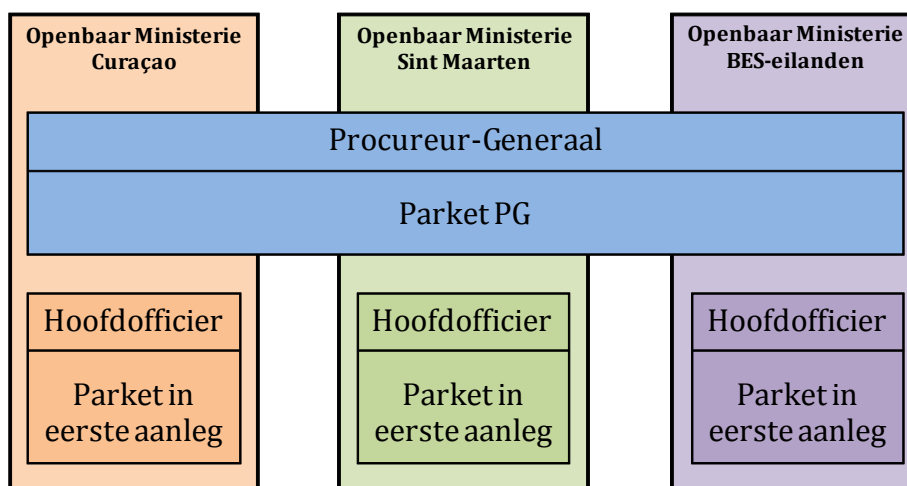 Openbaar Ministerie
Curaçao
Openbaar Ministerie
Sint Maarten
Openbaar Ministerie
BES-eilanden
Procureur-Generaal
Parket PG
Hoofdofficier
Parket in
eerste aanleg
Hoofdofficier
Parket in
eerste aanleg
Hoofdofficier
Parket in
eerste aanleg